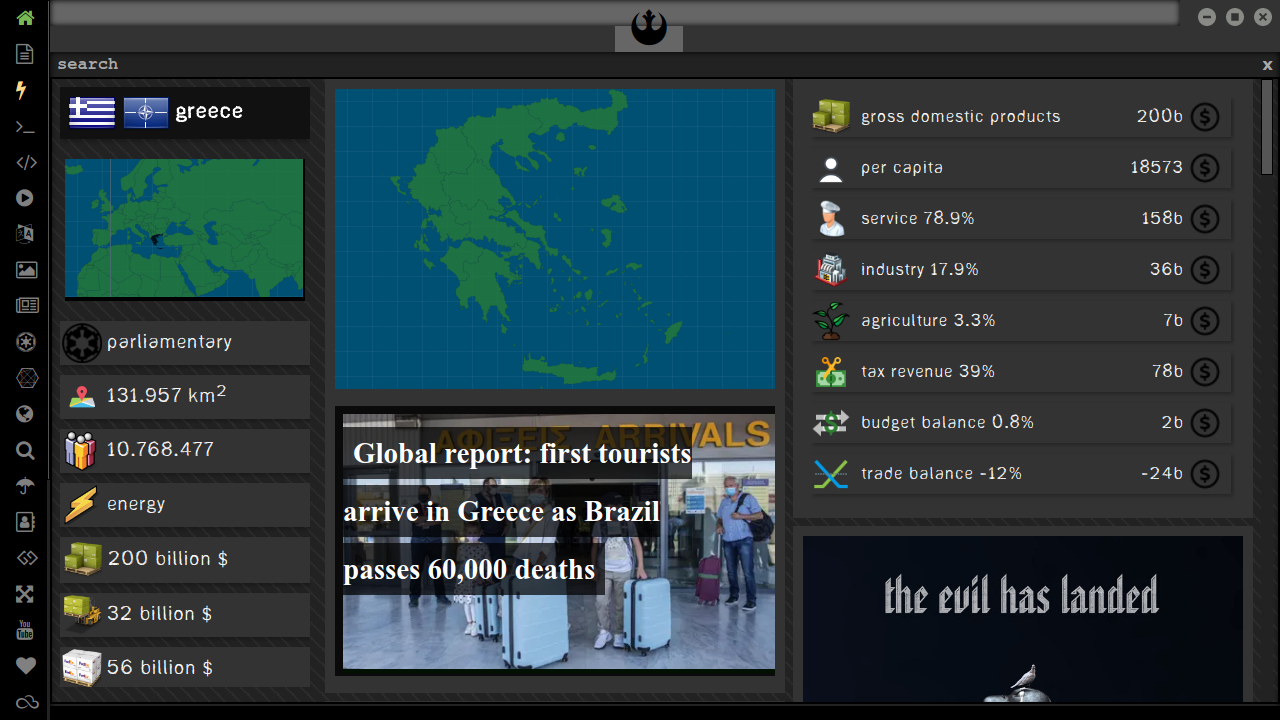 search
x
greece
parliamentary
131.957 km²
10.768.477
energy
200 billion $
32 billion $
56 billion $
ΑΦΙΞΕΙΣ ARRIVALS
Global report: first tourists
arrive in Greece as Brazil
passes 60,000 deaths
gross domestic products 200b
per capita 18573
service 78.9% 158b
industry 17.9% 36b
agriculture 3.3% 7b
tax revenue 39% 78b
budget balance 0.8% 2b
trade balance -12% -24b
the evil has landed
You
Tube